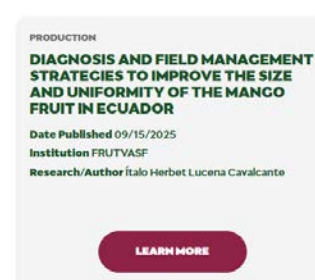 PRODUCTION
DIAGNOSIS AND FIELD MANAGEMENT
STRATEGIES TO IMPROVE THE SIZE
AND UNIFORMITY OF THE MANGO
FRUIT IN ECUADOR
Date Published 09/15/2025
Institution FRUTVASF
Research/Author Ítalo Herbet Lucena Cavalcante
LEARN MORE